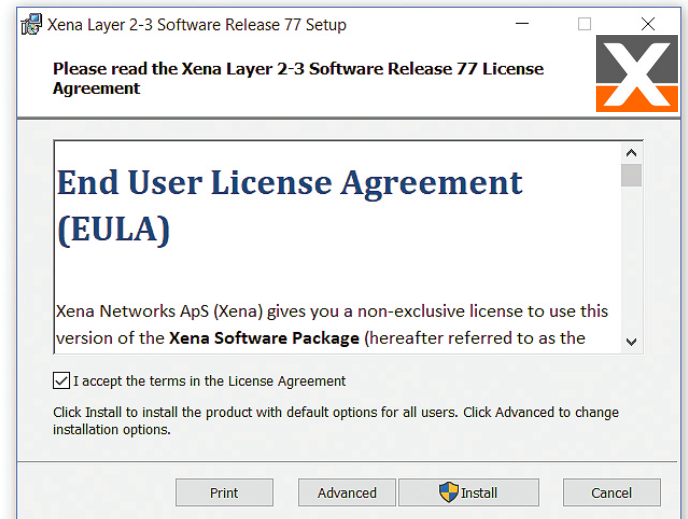 Xena Layer 2-3 Software Release 77 Setup
Please read the Xena Layer 2-3 Software Release 77 License
Agreement
End User License Agreement
(EULA)
Xena Networks ApS (Xena) gives you a non-exclusive license to use this
version of the Xena Software Package (hereafter referred to as the
I accept the terms in the License Agreement
Click Install to install the product with default options for all users. Click Advanced to change
installation options.
Print Advanced Install Cancel